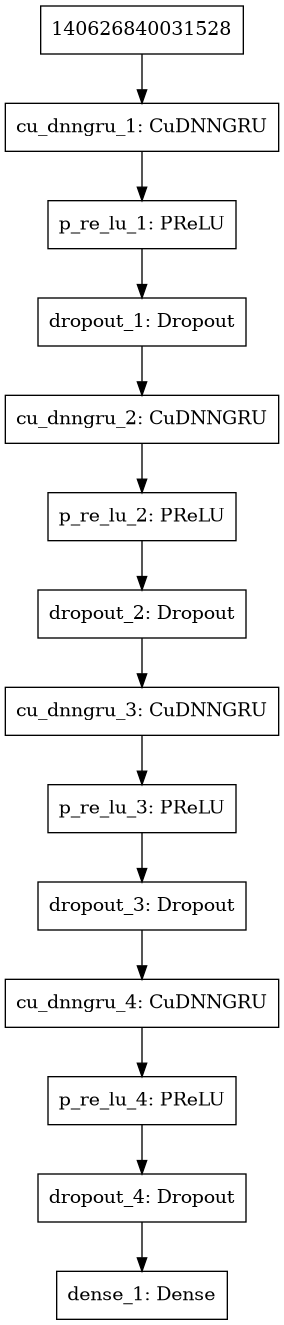 140626840031528
cu_dnngru_1: CuDNNGRU
p_re_lu_1: PReLU
dropout_1: Dropout
cu_dnngru_2: CuDNNGRU
p_re_lu_2: PReLU
dropout_2: Dropout
cu_dnngru_3: CuDNNGRU
p_re_lu_3: PReLU
dropout_3: Dropout
cu_dnngru_4: CuDNNGRU
p_re_lu_4: PReLU
dropout_4: Dropout
dense_1: Dense